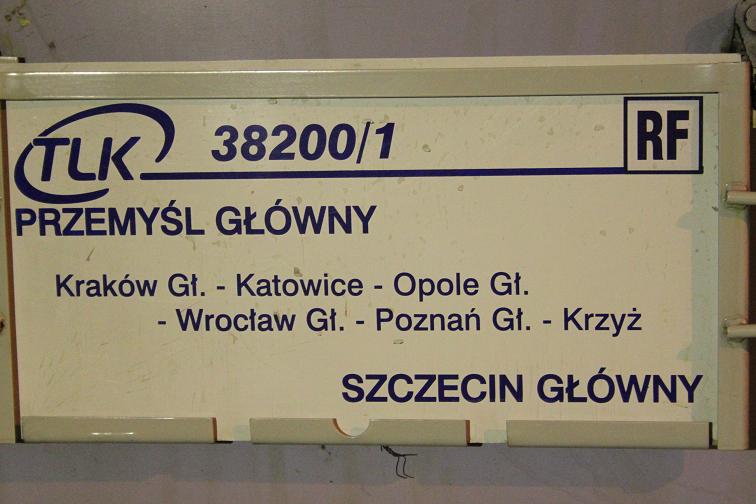 TLK 38200/1 RF
PRZEMYŚL GŁÓWNY
Kraków Gł. - Katowice - Opole Gł.
- Wrocław Gł. - Poznań Gł. - Krzyż
SZCZECIN GŁÓWNY